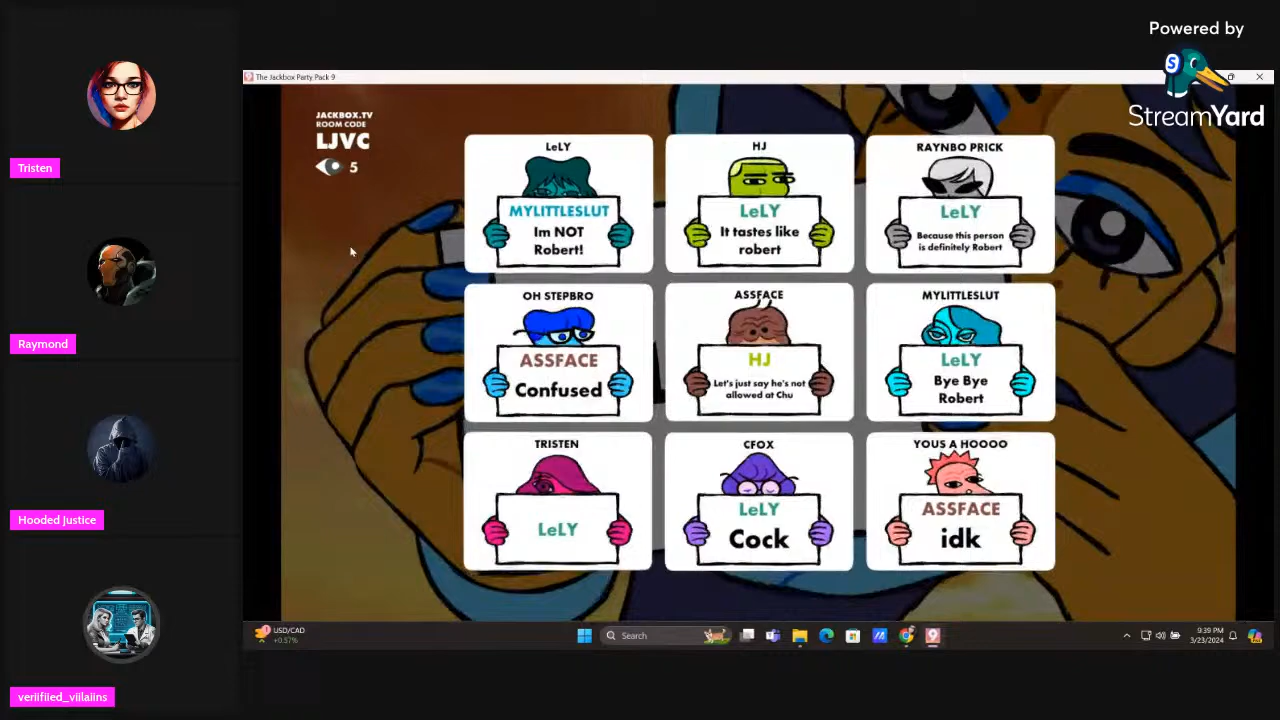 Powered by
StreamYard
The Jackbox Party Pack 9
JACKBOX.TV
ROOM CODE
LJVC
5
LeLY
MYLITTLESLUT
Im NOT
Robert!
HJ
LeLY
It tastes like
robert
RAYNBO PRICK
LeLY
Because this person
is definitely Robert
OH STEPBRO
ASSFACE
Confused
ASSFACE
HJ
Let's just say he's not
allowed at Chu
MYLITTLESLUT
LeLY
Bye Bye
Robert
TRISTEN
LeLY
CFOX
LeLY
Cock
YOUS A HOOOO
ASSFACE
idk
Tristen
Raymond
Hooded Justice
veriifiied_viilaiins
USD/CAD
+0.57%
Search
9:39 PM
3/23/2024